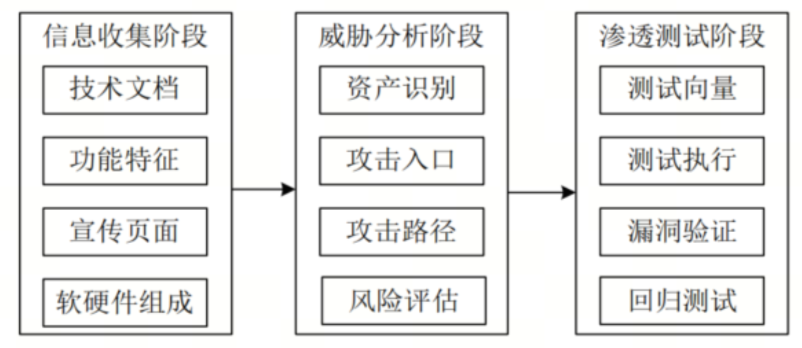 信息收集阶段
技术文档
功能特征
宣传页面
软硬件组成
威胁分析阶段
资产识别
攻击入口
攻击路径
风险评估
渗透测试阶段
测试向量
测试执行
漏洞验证
回归测试